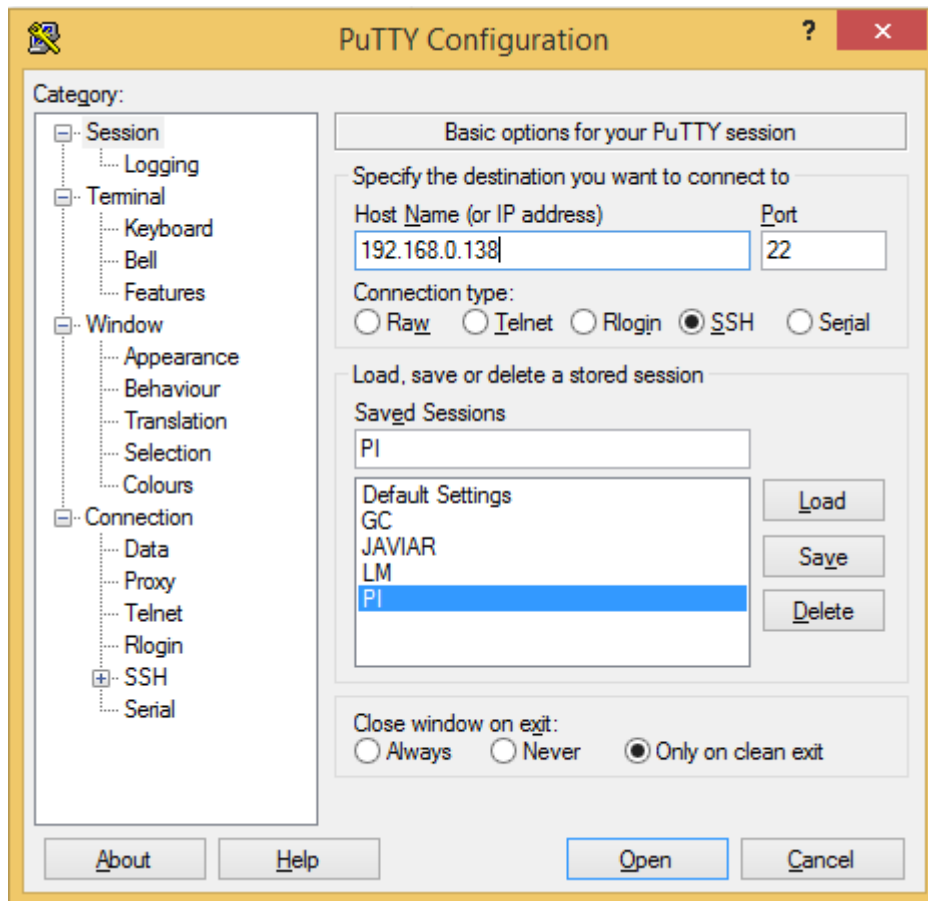 PuTTY Configuration
?
Category:
Session
Logging
Terminal
Keyboard
Bell
Features
Window
Appearance
Behaviour
Translation
Selection
Colours
Connection
Data
Proxy
Telnet
Rlogin
SSH
Serial
Basic options for your PuTTY session
Specify the destination you want to connect to
Host Name (or IP address) Port
192.168.0.138 22
Connection type:
Raw Telnet Rlogin SSH Serial
Load, save or delete a stored session
Saved Sessions
PI
Default Settings
GC
JAVIAR
LM
PI
Load
Save
Delete
Close window on exit:
Always Never Only on clean exit
About Help Open Cancel